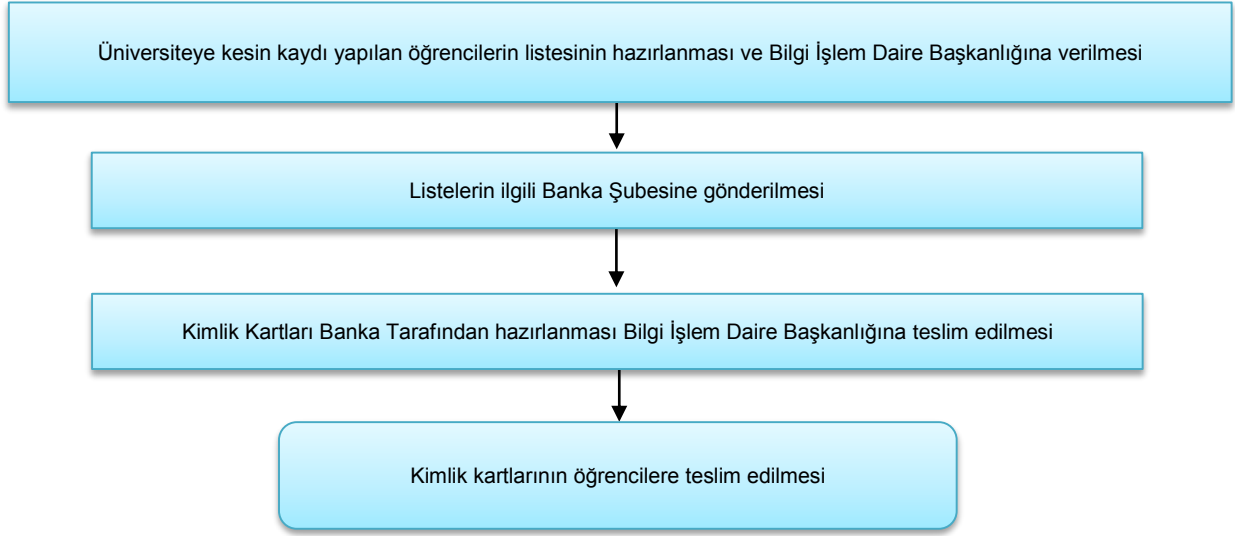 Üniversiteye kesin kaydı yapılan öğrencilerin listesinin hazırlanması ve Bilgi İşlem Daire Başkanlığına verilmesi
Listelerin ilgili Banka Şubesine gönderilmesi
Kimlik Kartları Banka Tarafından hazırlanması Bilgi İşlem Daire Başkanlığına teslim edilmesi
Kimlik kartlarının öğrencilere teslim edilmesi